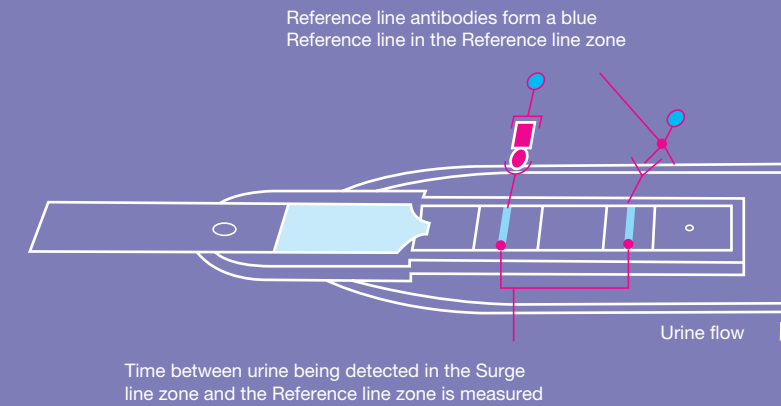 Reference line antibodies form a blue
Reference line in the Reference line zone
Urine flow
Time between urine being detected in the Surge
line zone and the Reference line zone is measured